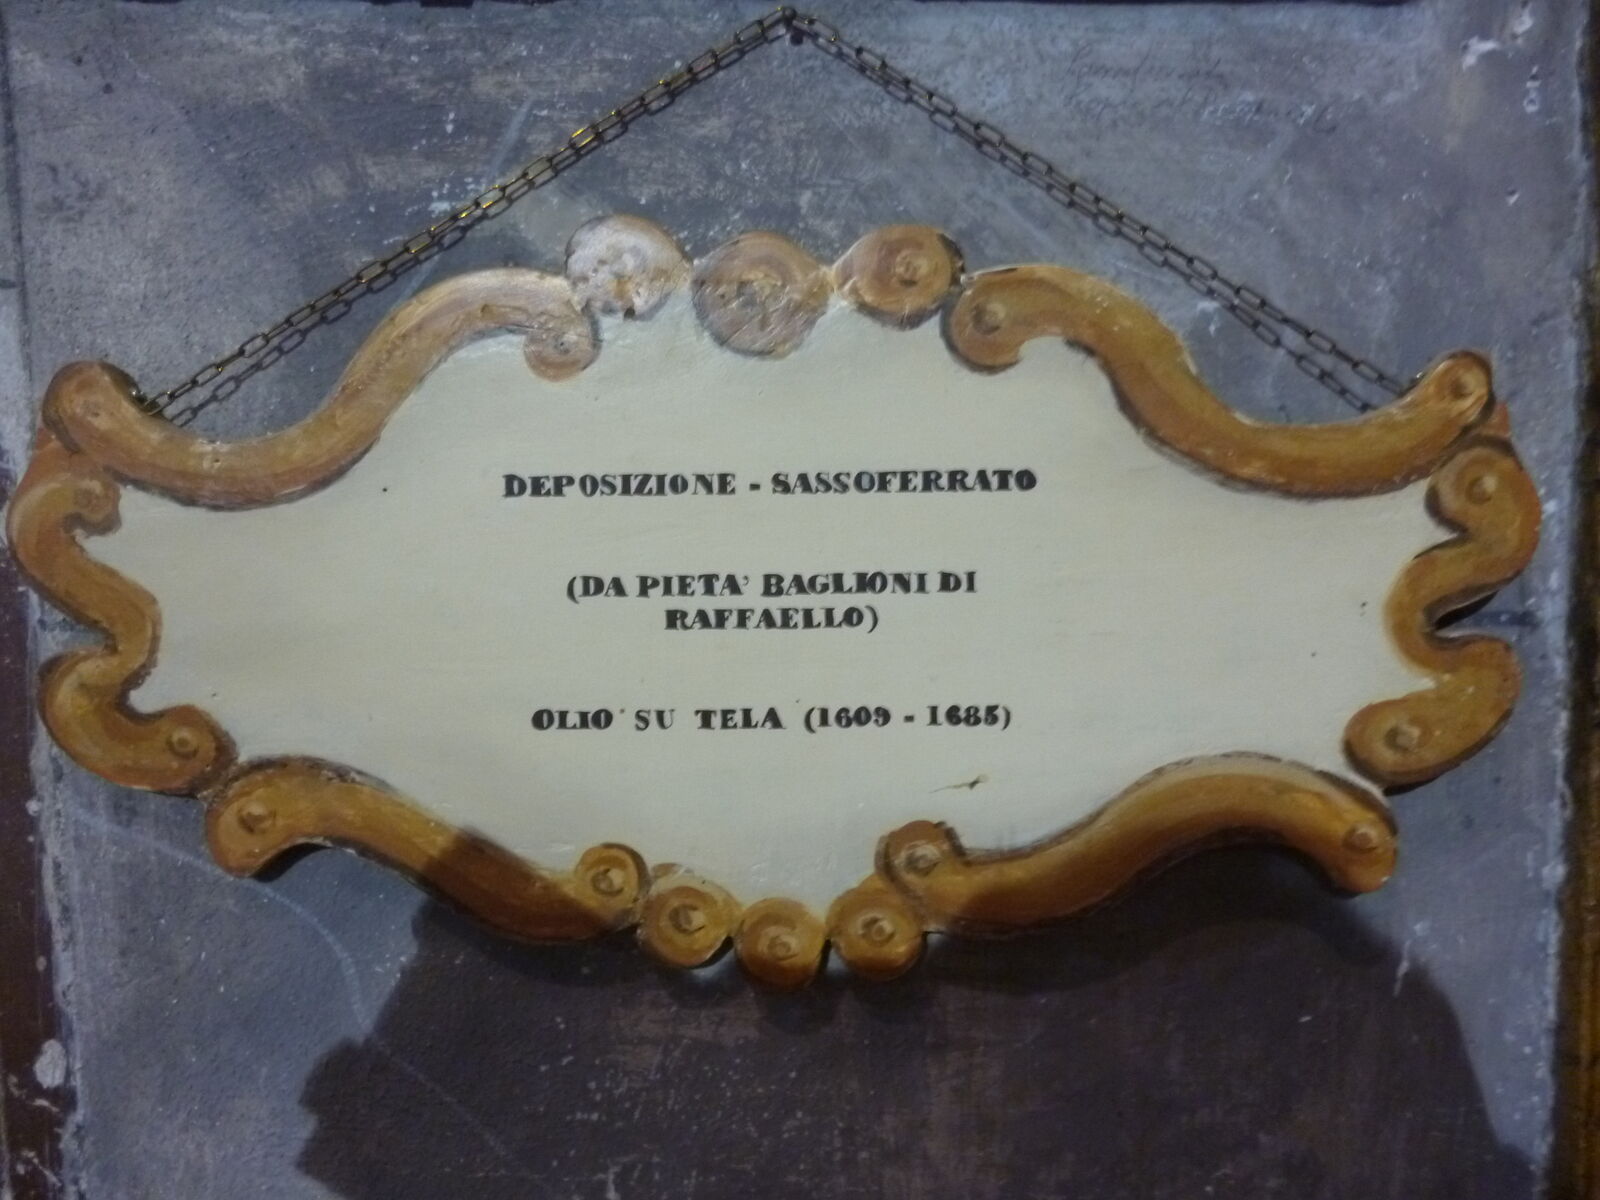 DEPOSIZIONE - SASSOFERRATO
(DA PIETA' BAGLIONI DI
RAFFAELLO)
OLIO SU TELA (1609 - 1685)